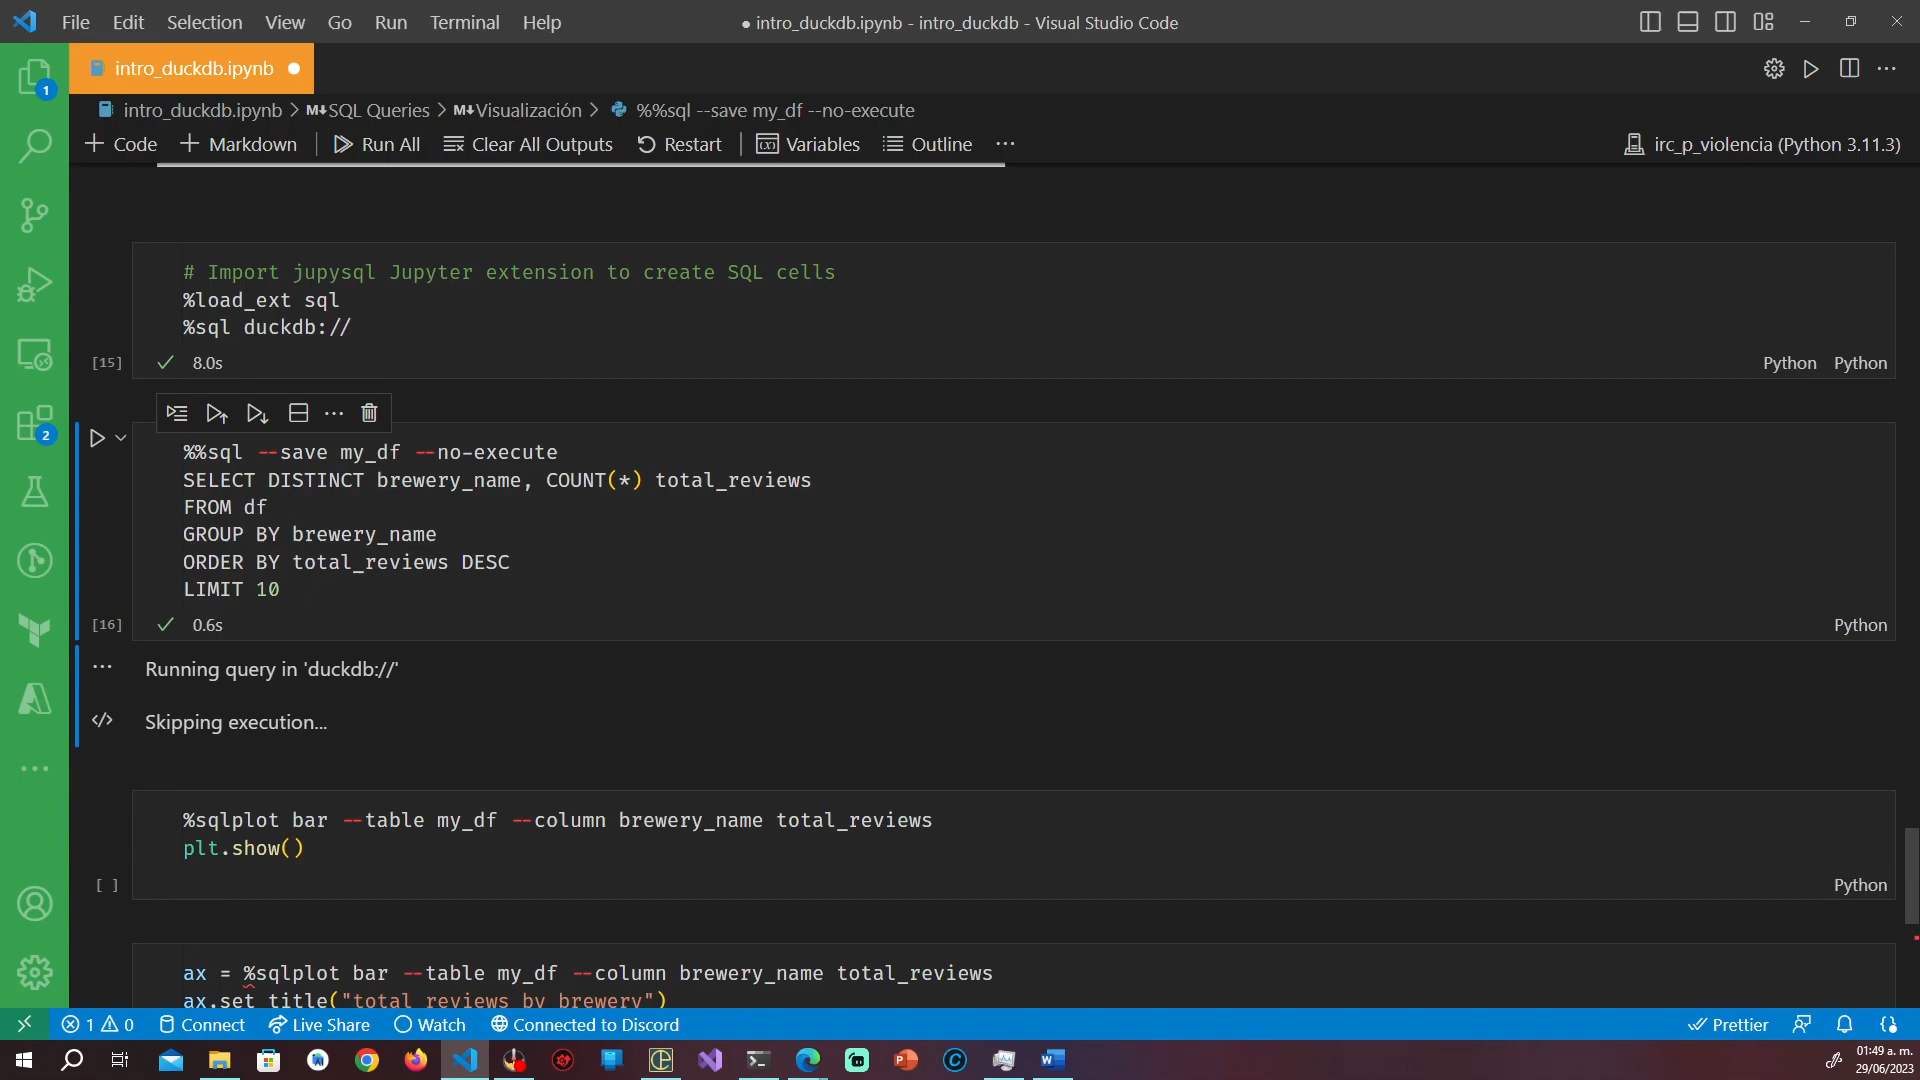 File Edit Selection View Go Run Terminal Help
● intro_duckdb.ipynb - intro_duckdb - Visual Studio Code
intro_duckdb.ipynb
intro_duckdb.ipynb > M↓SQL Queries > M↓Visualización > %%sql --save my_df --no-execute
+ Code + Markdown | Run All Clear All Outputs Restart | Variables Outline ···
irc_p_violencia (Python 3.11.3)
1
2
# Import jupysql Jupyter extension to create SQL cells
%load_ext sql
%sql duckdb://
[15] ✓ 8.0s
Python Python
%%sql --save my_df --no-execute
SELECT DISTINCT brewery_name, COUNT(*) total_reviews
FROM df
GROUP BY brewery_name
ORDER BY total_reviews DESC
LIMIT 10
[16] ✓ 0.6s
Python
Running query in 'duckdb://'
Skipping execution...
%sqlplot bar --table my_df --column brewery_name total_reviews
plt.show()
[ ]
Python
ax = %sqlplot bar --table my_df --column brewery_name total_reviews
ax.set_title("total reviews by brewery")
1 0 Connect Live Share Watch Connected to Discord
Prettier
01:49 a. m.
29/06/2023